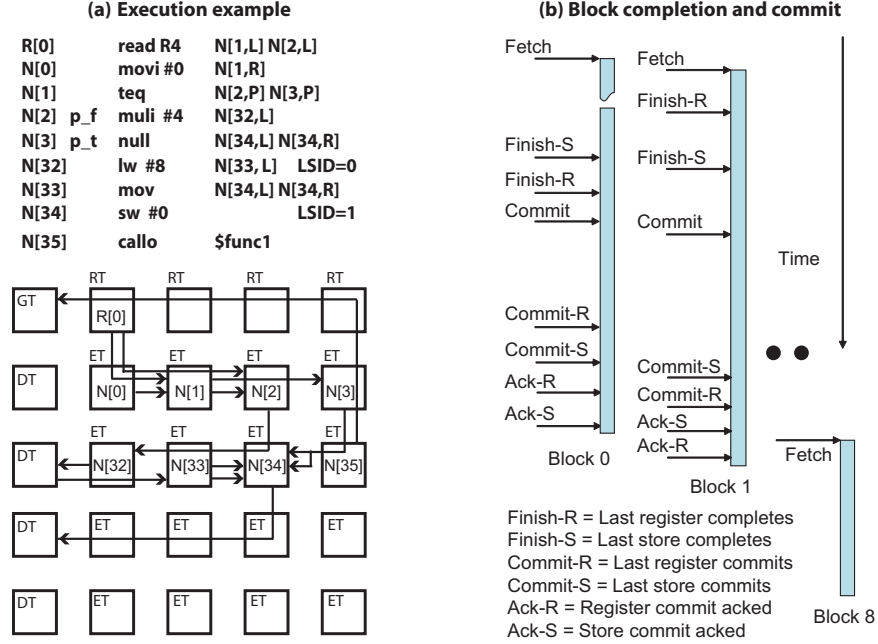 (a) Execution example
R[0] read R4 N[1,L] N[2,L]
N[0] movi #0 N[1,R]
N[1] teq N[2,P] N[3,P]
N[2] p_f muli #4 N[32,L]
N[3] p_t null N[34,L] N[34,R]
N[32] lw #8 N[33, L] LSID=0
N[33] mov N[34,L] N[34,R]
N[34] sw #0 LSID=1
N[35] callo $func1
RT RT RT RT
GT
R[0]
ET ET ET ET
DT
N[0] N[1] N[2] N[3]
ET ET ET ET
DT
N[32] N[33] N[34] N[35]
DT ET ET ET ET
DT ET ET ET ET
(b) Block completion and commit
Fetch
Finish-S
Finish-R
Commit
Commit-R
Commit-S
Ack-R
Ack-S
Block 0
Fetch
Finish-R
Finish-S
Commit
Commit-S
Commit-R
Ack-S
Ack-R
Block 1
Time
Fetch
Block 8
Finish-R = Last register completes
Finish-S = Last store completes
Commit-R = Last register commits
Commit-S = Last store commits
Ack-R = Register commit acked
Ack-S = Store commit acked